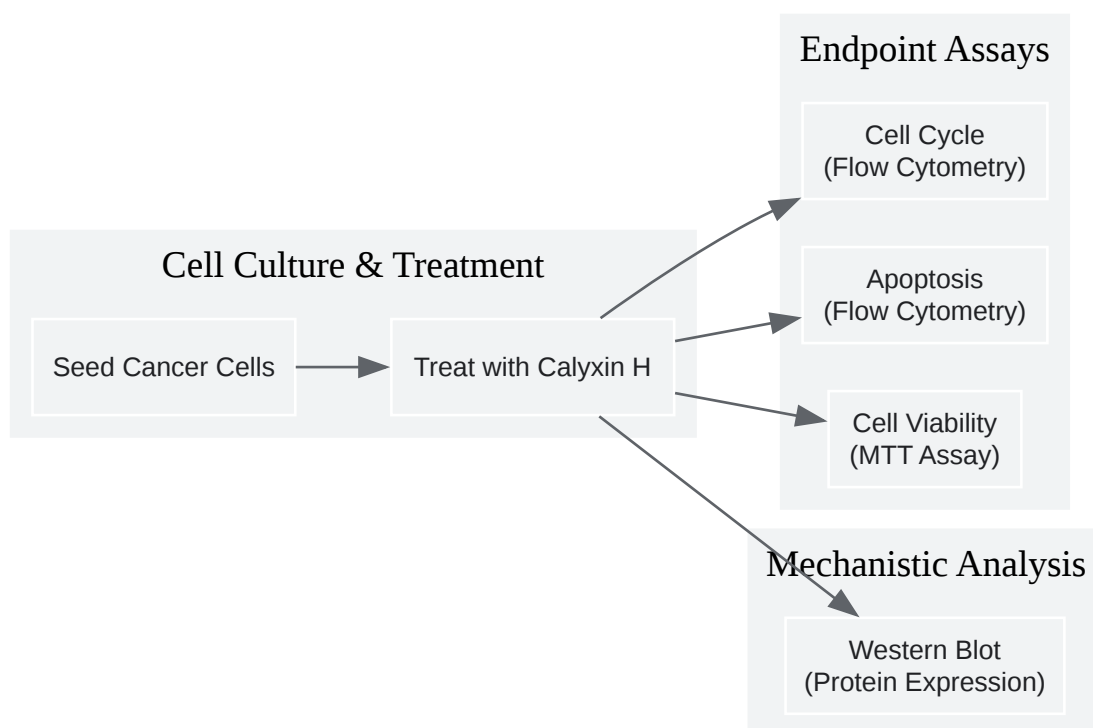 Cell Culture & Treatment
Seed Cancer Cells
Treat with Calyxin H
Endpoint Assays
Cell Cycle
(Flow Cytometry)
Apoptosis
(Flow Cytometry)
Cell Viability
(MTT Assay)
Mechanistic Analysis
Western Blot
(Protein Expression)